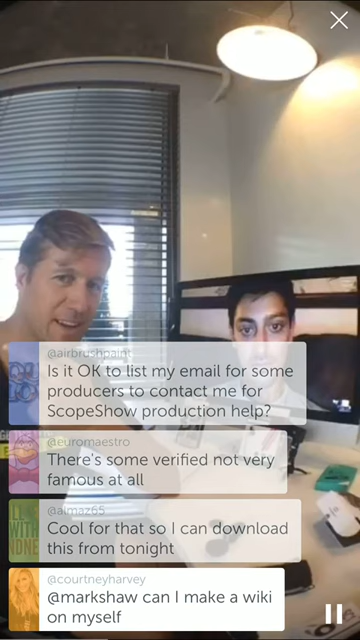 @airbrushpaint
Is it OK to list my email for some
producers to contact me for
ScopeShow production help?
@euromaestro
There's some verified not very
famous at all
@almaz65
Cool for that so I can download
this from tonight
@courtneyharvey
@markshaw can I make a wiki
on myself